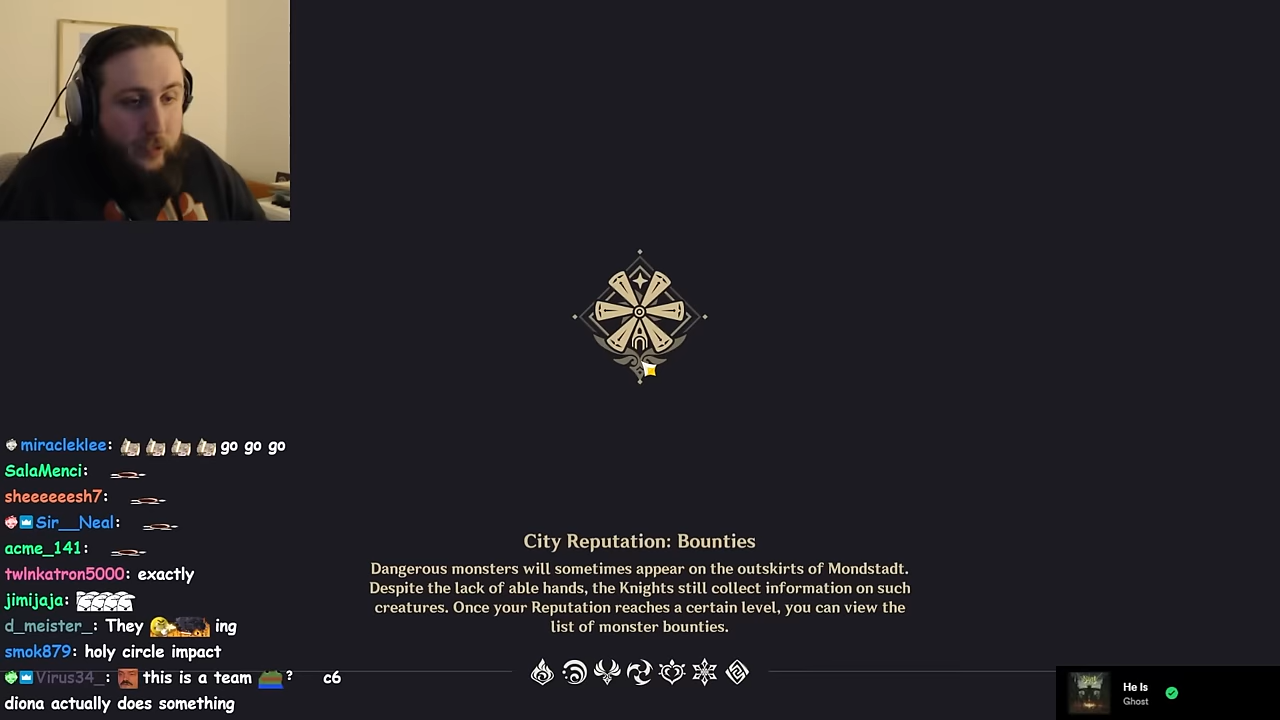 miracleklee: go go go
SalaMenci:
sheeeeeesh7:
Sir__Neal:
acme_141:
twlnkatron5000: exactly
jimijaja:
d_meister_: They ing
smok879: holy circle impact
Virus34_: this is a team ? c6
diona actually does something
City Reputation: Bounties
Dangerous monsters will sometimes appear on the outskirts of Mondstadt.
Despite the lack of able hands, the Knights still collect information on such
creatures. Once your Reputation reaches a certain level, you can view the
list of monster bounties.
He Is
Ghost